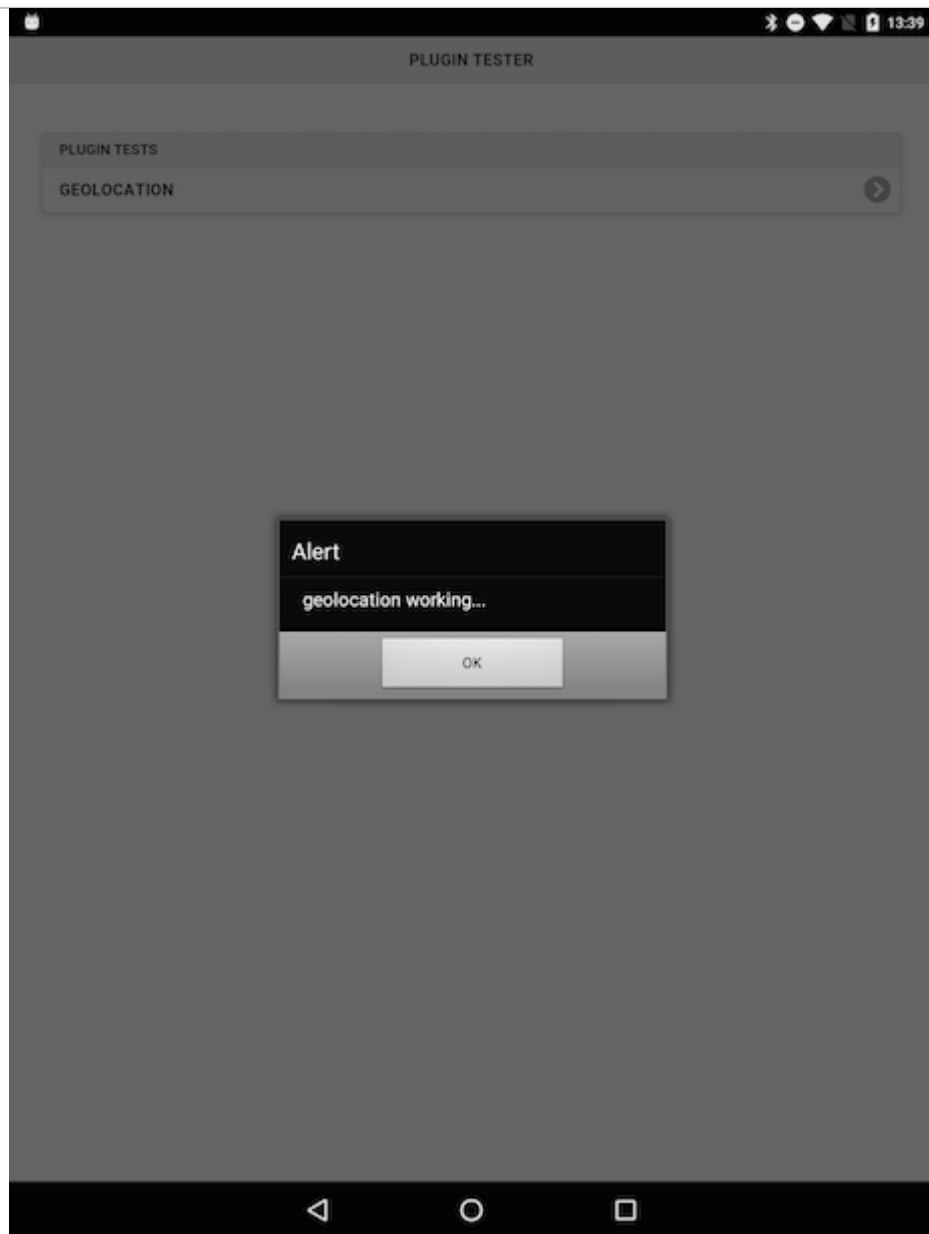 13:39
PLUGIN TESTER
PLUGIN TESTS
GEOLOCATION
Alert
geolocation working...
OK